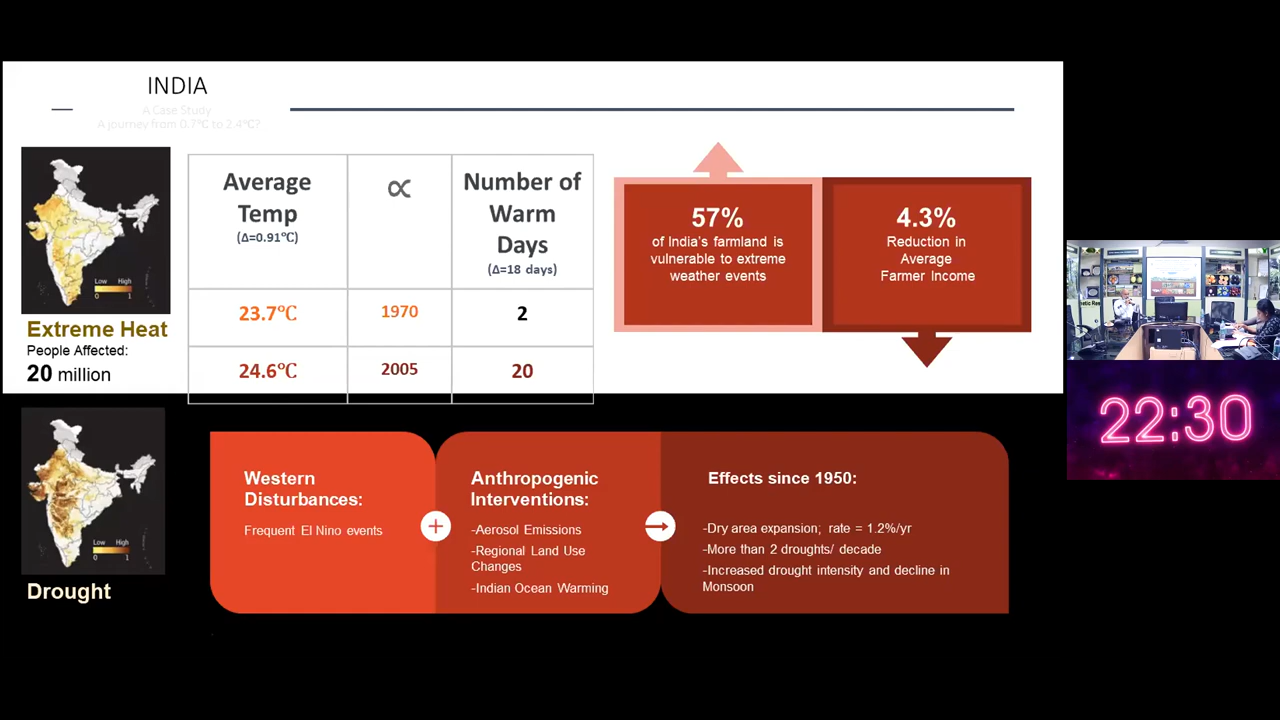 INDIA
A Case Study
A journey from 0.7°C to 2.4°C?
Low High
0 1
Extreme Heat
People Affected:
20 million
Average
Temp
(Δ=0.91℃)
∝
Number of
Warm
Days
(Δ=18 days)
23.7℃
1970
2
24.6℃
2005
20
57%
of India's farmland is
vulnerable to extreme
weather events
4.3%
Reduction in
Average
Farmer Income
22:30
Low High
0 1
Drought
Western
Disturbances:
Frequent El Nino events
+
Anthropogenic
Interventions:
-Aerosol Emissions
-Regional Land Use
Changes
-Indian Ocean Warming
Effects since 1950:
-Dry area expansion; rate = 1.2%/yr
-More than 2 droughts/ decade
-Increased drought intensity and decline in
Monsoon